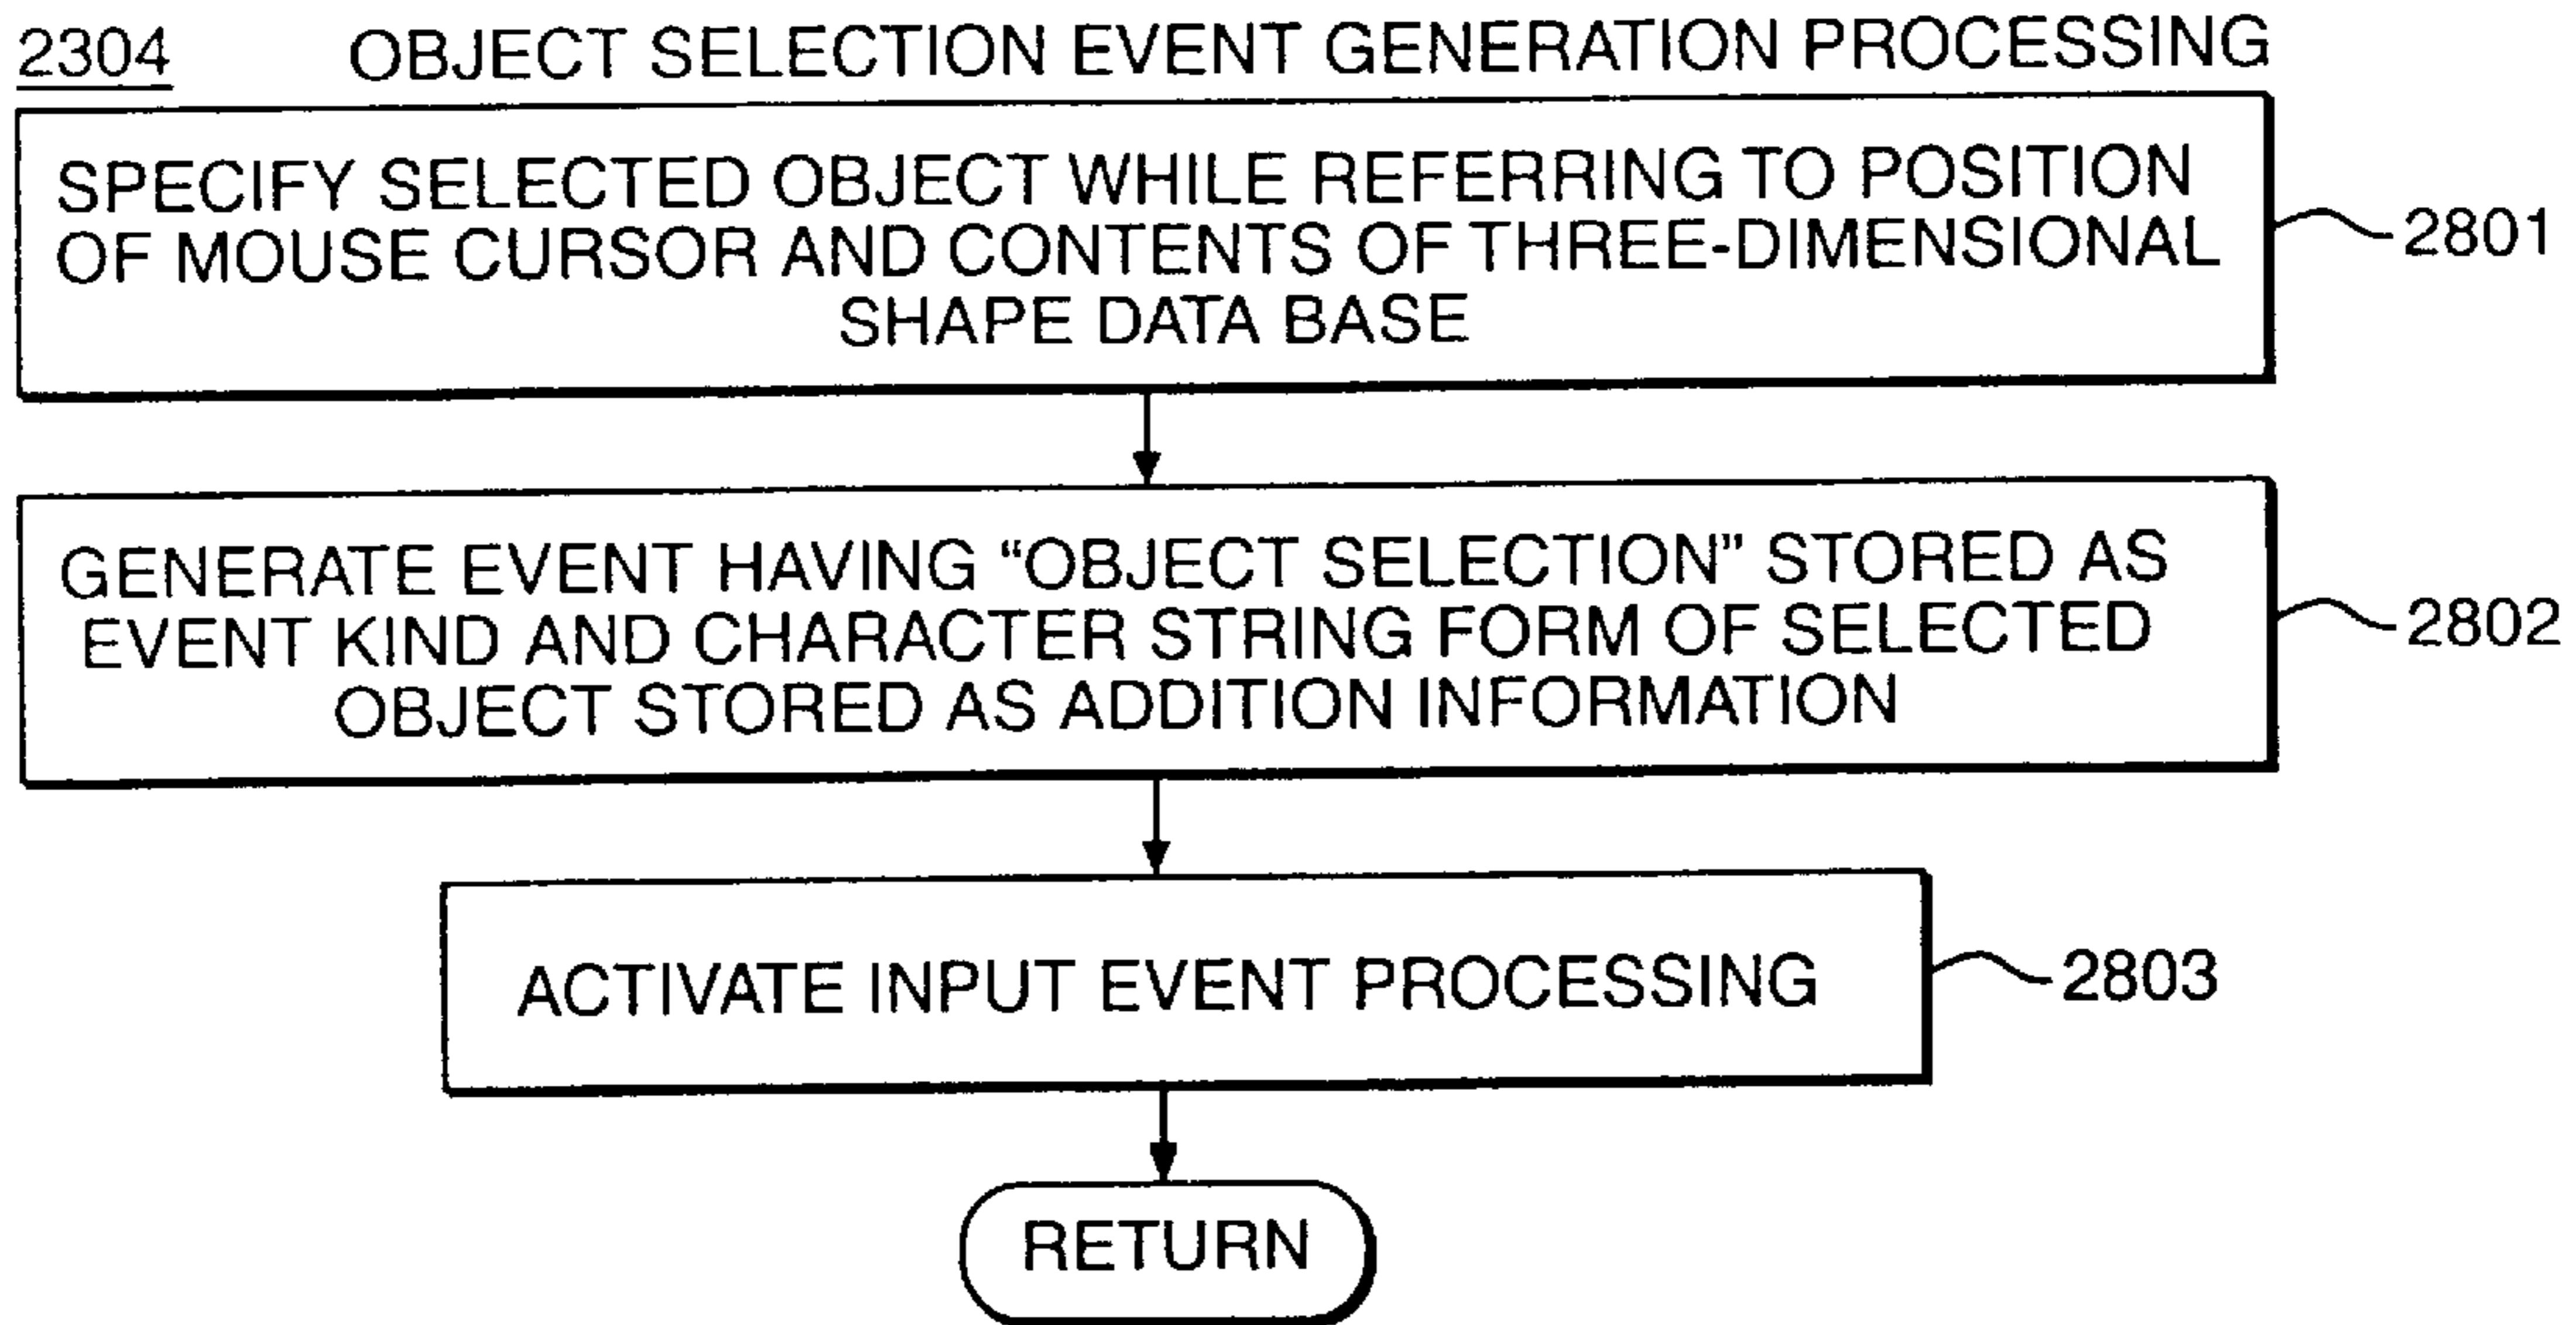 2304 OBJECT SELECTION EVENT GENERATION PROCESSING
SPECIFY SELECTED OBJECT WHILE REFERRING TO POSITION
OF MOUSE CURSOR AND CONTENTS OF THREE-DIMENSIONAL
SHAPE DATA BASE
2801
GENERATE EVENT HAVING “OBJECT SELECTION” STORED AS
EVENT KIND AND CHARACTER STRING FORM OF SELECTED
OBJECT STORED AS ADDITION INFORMATION
2802
ACTIVATE INPUT EVENT PROCESSING
2803
RETURN